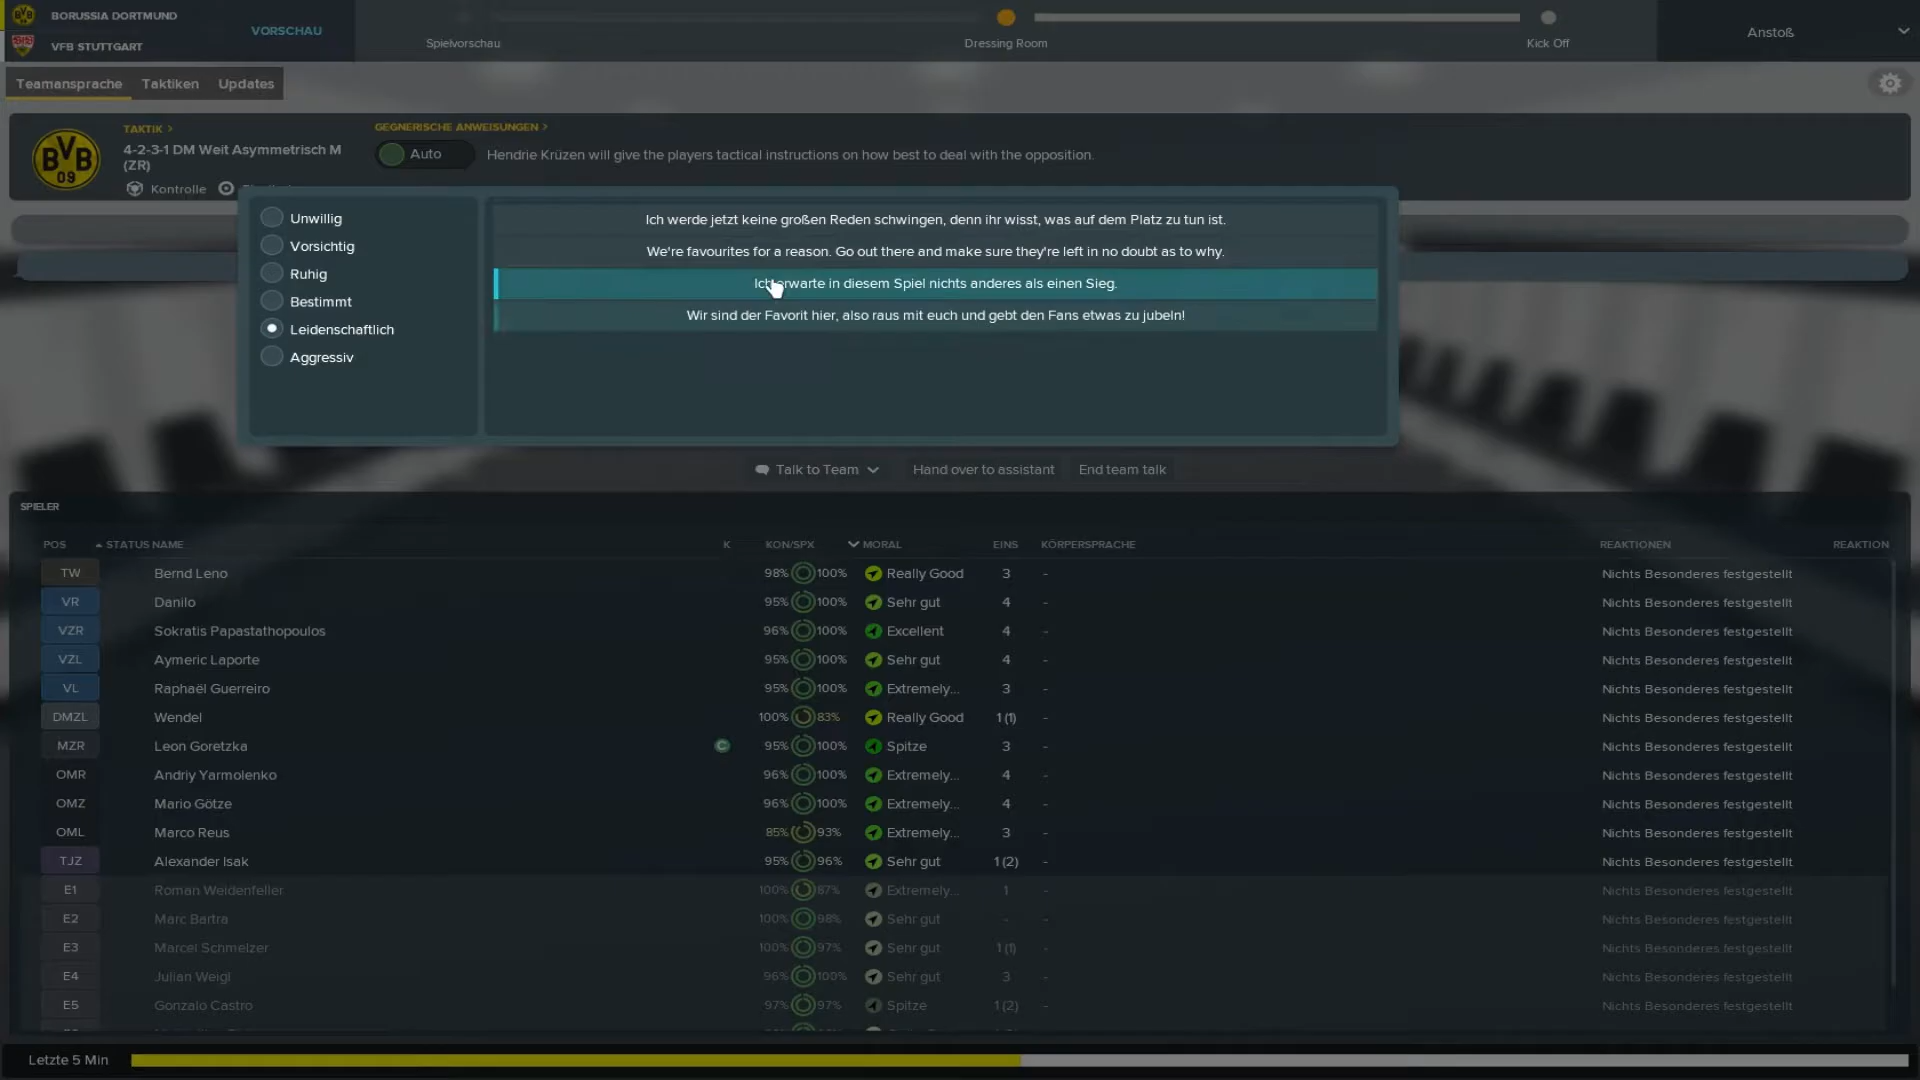 BORUSSIA DORTMUND
VFB STUTTGART
VORSCHAU
Spielvorschau
Dressing Room
Kick Off
Anstoß
Teamansprache Taktiken Updates
BVB 09
TAKTIK >
4-2-3-1 DM Weit Asymmetrisch M (ZR)
Kontrolle
GEGNERISCHE ANWEISUNGEN >
Auto
Hendrie Krüzen will give the players tactical instructions on how best to deal with the opposition.
Unwillig
Vorsichtig
Ruhig
Bestimmt
Leidenschaftlich
Aggressiv
Ich werde jetzt keine großen Reden schwingen, denn ihr wisst, was auf dem Platz zu tun ist.
We're favourites for a reason. Go out there and make sure they're left in no doubt as to why.
Ich erwarte in diesem Spiel nichts anderes als einen Sieg.
Wir sind der Favorit hier, also raus mit euch und gebt den Fans etwas zu jubeln!
Talk to Team Hand over to assistant End team talk
SPIELER
POS STATUS NAME K KON/SPX MORAL EINS KÖRPERSPRACHE REAKTIONEN REAKTION
TW Bernd Leno 98% 100% Really Good 3 - Nichts Besonderes festgestellt
VR Danilo 95% 100% Sehr gut 4 - Nichts Besonderes festgestellt
VZR Sokratis Papastathopoulos 96% 100% Excellent 4 - Nichts Besonderes festgestellt
VZL Aymeric Laporte 95% 100% Sehr gut 4 - Nichts Besonderes festgestellt
VL Raphaël Guerreiro 95% 100% Extremely... 3 - Nichts Besonderes festgestellt
DMZL Wendel 100% 83% Really Good 1 (1) - Nichts Besonderes festgestellt
MZR Leon Goretzka C 95% 100% Spitze 3 - Nichts Besonderes festgestellt
OMR Andriy Yarmolenko 96% 100% Extremely... 4 - Nichts Besonderes festgestellt
OMZ Mario Götze 96% 100% Extremely... 4 - Nichts Besonderes festgestellt
OML Marco Reus 85% 93% Extremely... 3 - Nichts Besonderes festgestellt
TJZ Alexander Isak 95% 96% Sehr gut 1 (2) - Nichts Besonderes festgestellt
E1 Roman Weidenfeller 100% 87% Extremely... 1 - Nichts Besonderes festgestellt
E2 Marc Bartra 100% 98% Sehr gut - - Nichts Besonderes festgestellt
E3 Marcel Schmelzer 100% 97% Sehr gut 1 (1) - Nichts Besonderes festgestellt
E4 Julian Weigl 96% 100% Sehr gut 3 - Nichts Besonderes festgestellt
E5 Gonzalo Castro 97% 97% Spitze 1 (2) - Nichts Besonderes festgestellt
Letzte 5 Min